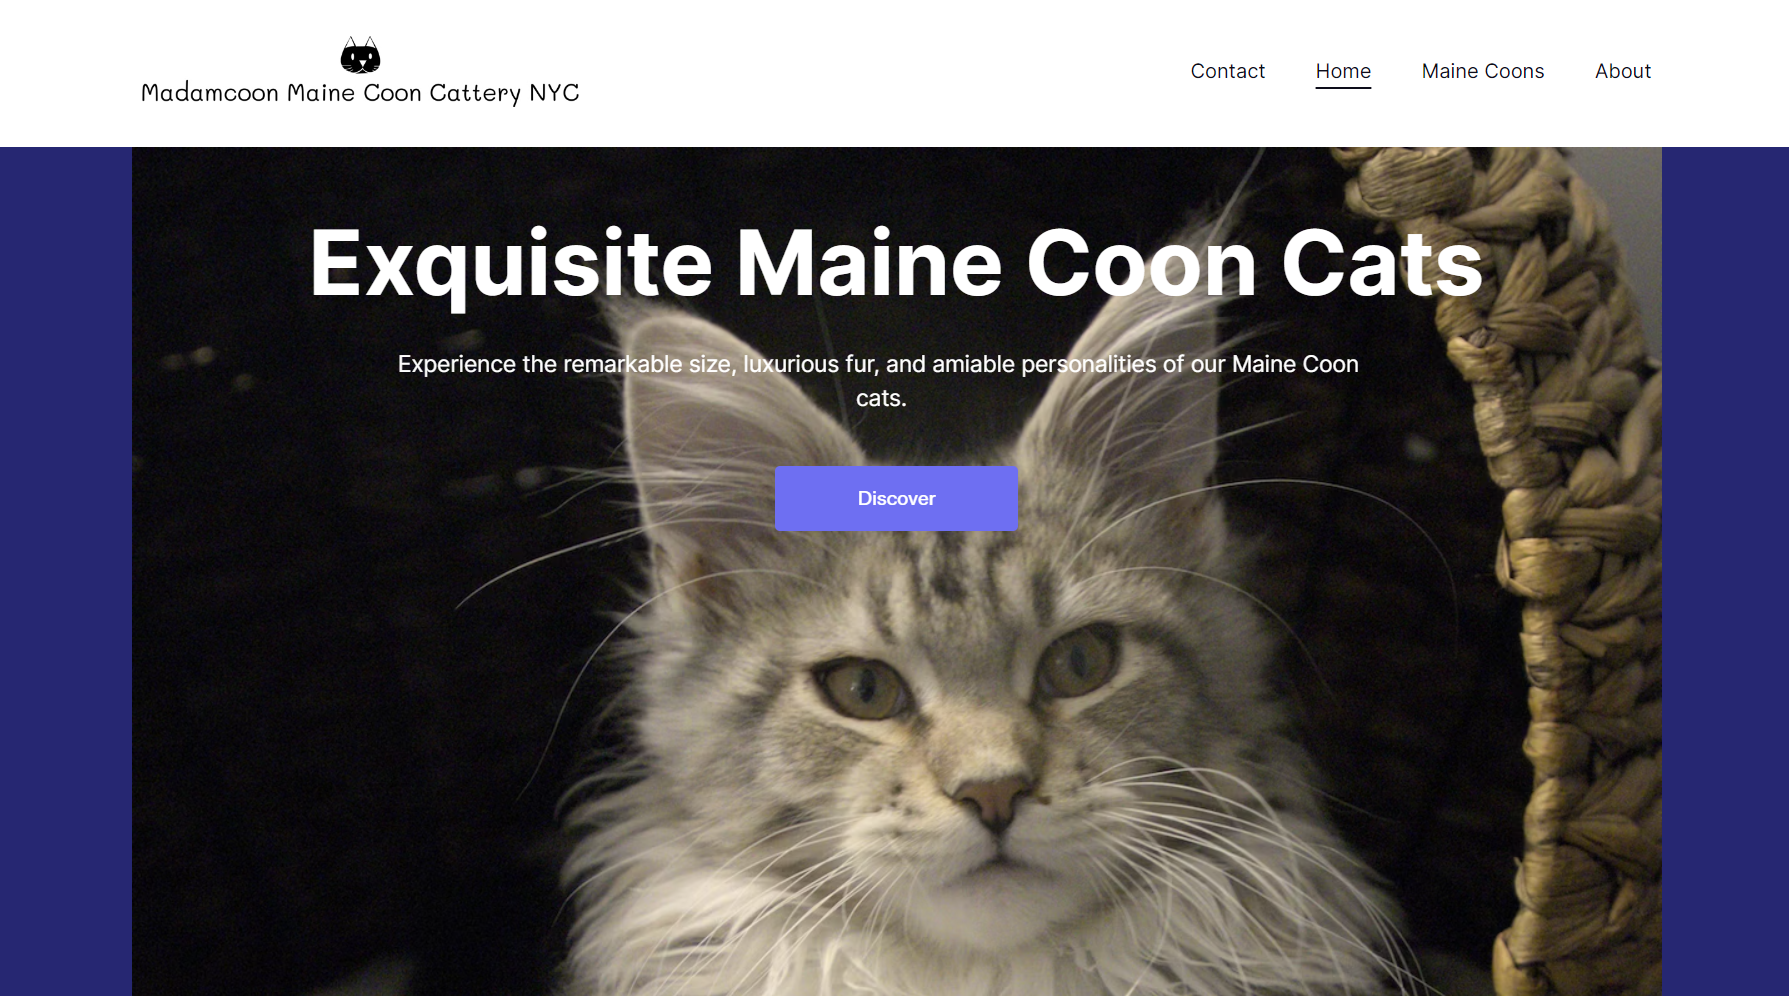 Madamcoon Maine Coon Cattery NYC
Contact Home Maine Coons About
Exquisite Maine Coon Cats
Experience the remarkable size, luxurious fur, and amiable personalities of our Maine Coon
cats.
Discover